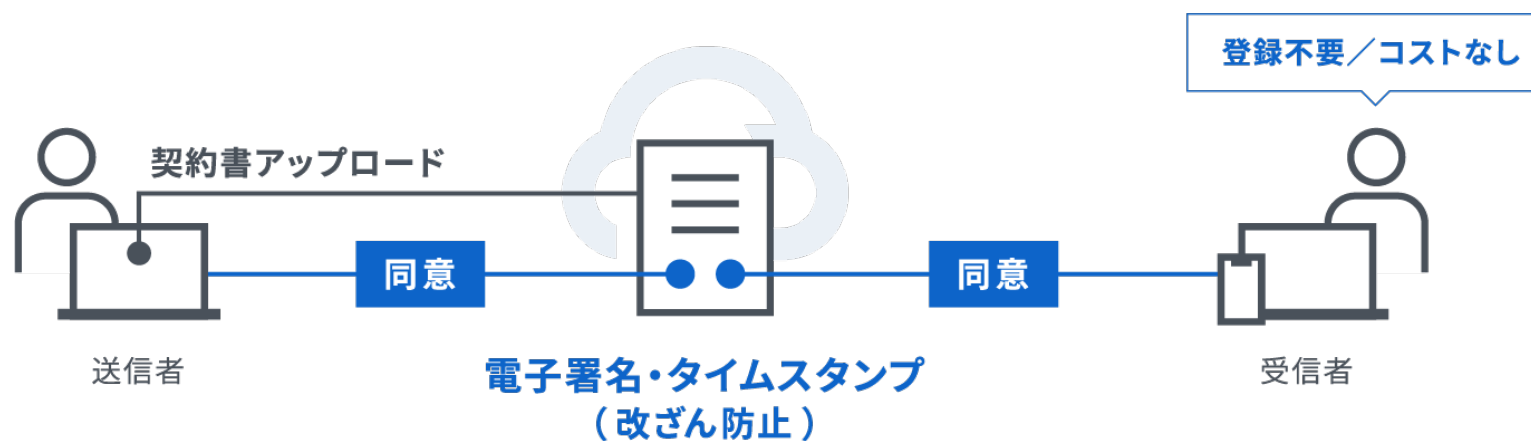 登録不要／コストなし
契約書アップロード
同意
同意
送信者
電子署名・タイムスタンプ
（改ざん防止）
受信者